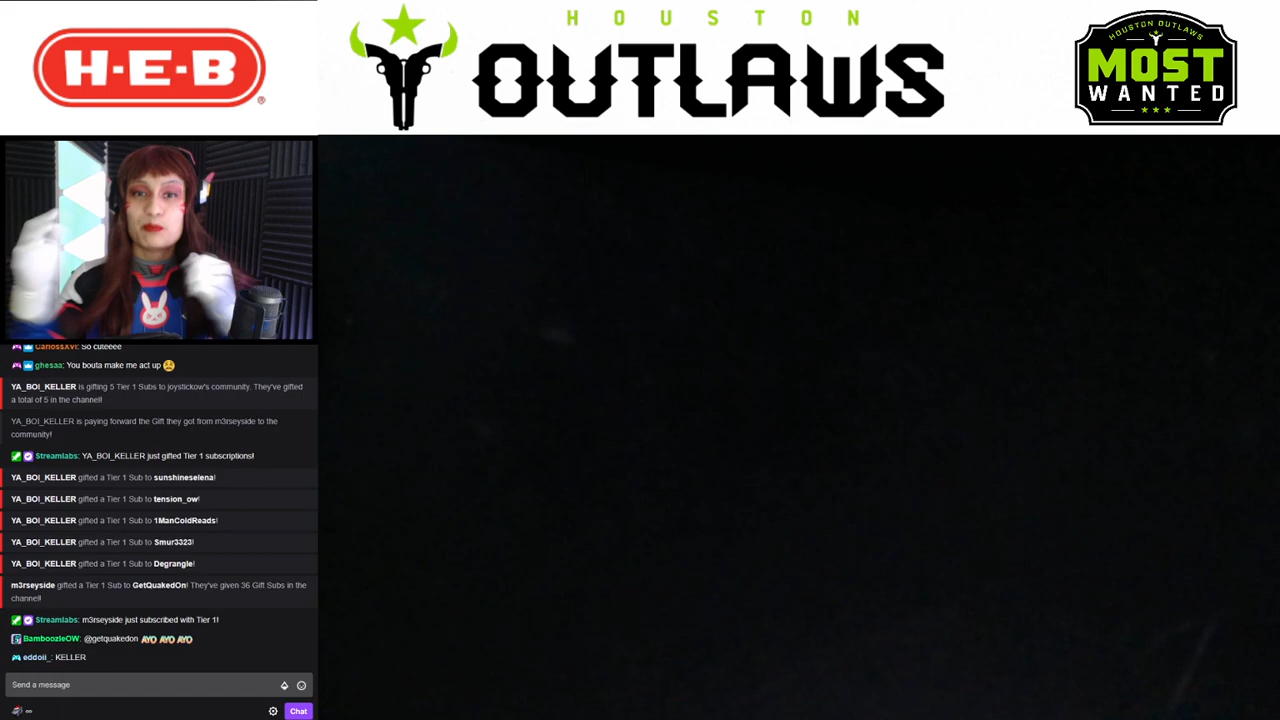 H-E-B
HOUSTON
OUTLAWS
HOUSTON OUTLAWS
MOST
WANTED
CarlossXVI: So cuteeee
ghesaa: You bouta make me act up
YA_BOI_KELLER is gifting 5 Tier 1 Subs to joystickow's community. They've gifted
a total of 5 in the channel!
YA_BOI_KELLER is paying forward the Gift they got from m3rseyside to the
community!
Streamlabs: YA_BOI_KELLER just gifted Tier 1 subscriptions!
YA_BOI_KELLER gifted a Tier 1 Sub to sunshineselena!
YA_BOI_KELLER gifted a Tier 1 Sub to tension_ow!
YA_BOI_KELLER gifted a Tier 1 Sub to 1ManColdReads!
YA_BOI_KELLER gifted a Tier 1 Sub to Smur3323!
YA_BOI_KELLER gifted a Tier 1 Sub to Degrangle!
m3rseyside gifted a Tier 1 Sub to GetQuakedOn! They've given 36 Gift Subs in the
channel!
Streamlabs: m3rseyside just subscribed with Tier 1!
BamboozleOW: @getquakedon AYO AYO AYO
eddoii_: KELLER
Send a message
Chat